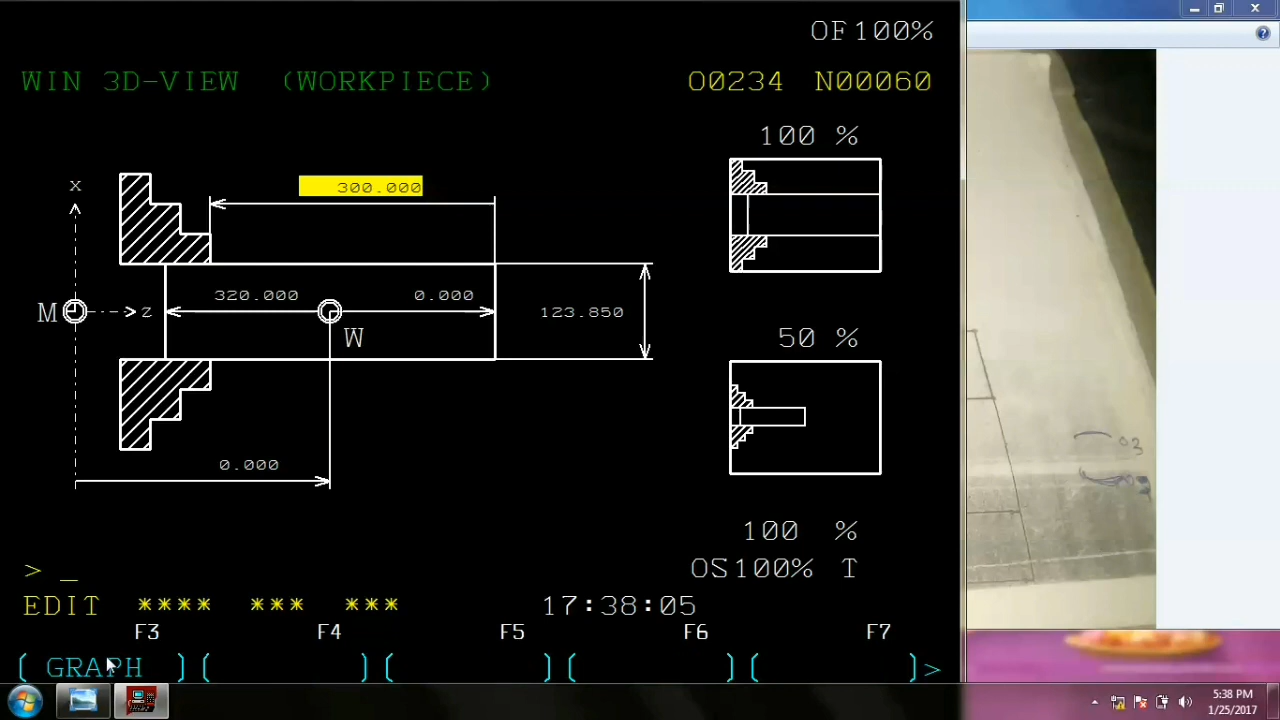 OF100%
WIN 3D-VIEW (WORKPIECE) O0234 N00060
100 %
x
300.000
320.000 0.000
M z
W
123.850
50 %
0.000
100 %
OS100% T
> _
EDIT **** *** *** 17:38:05
F3 F4 F5 F6 F7
[ GRAPH ] [ ] [ ] [ ] [ ] >
5:38 PM
1/25/2017